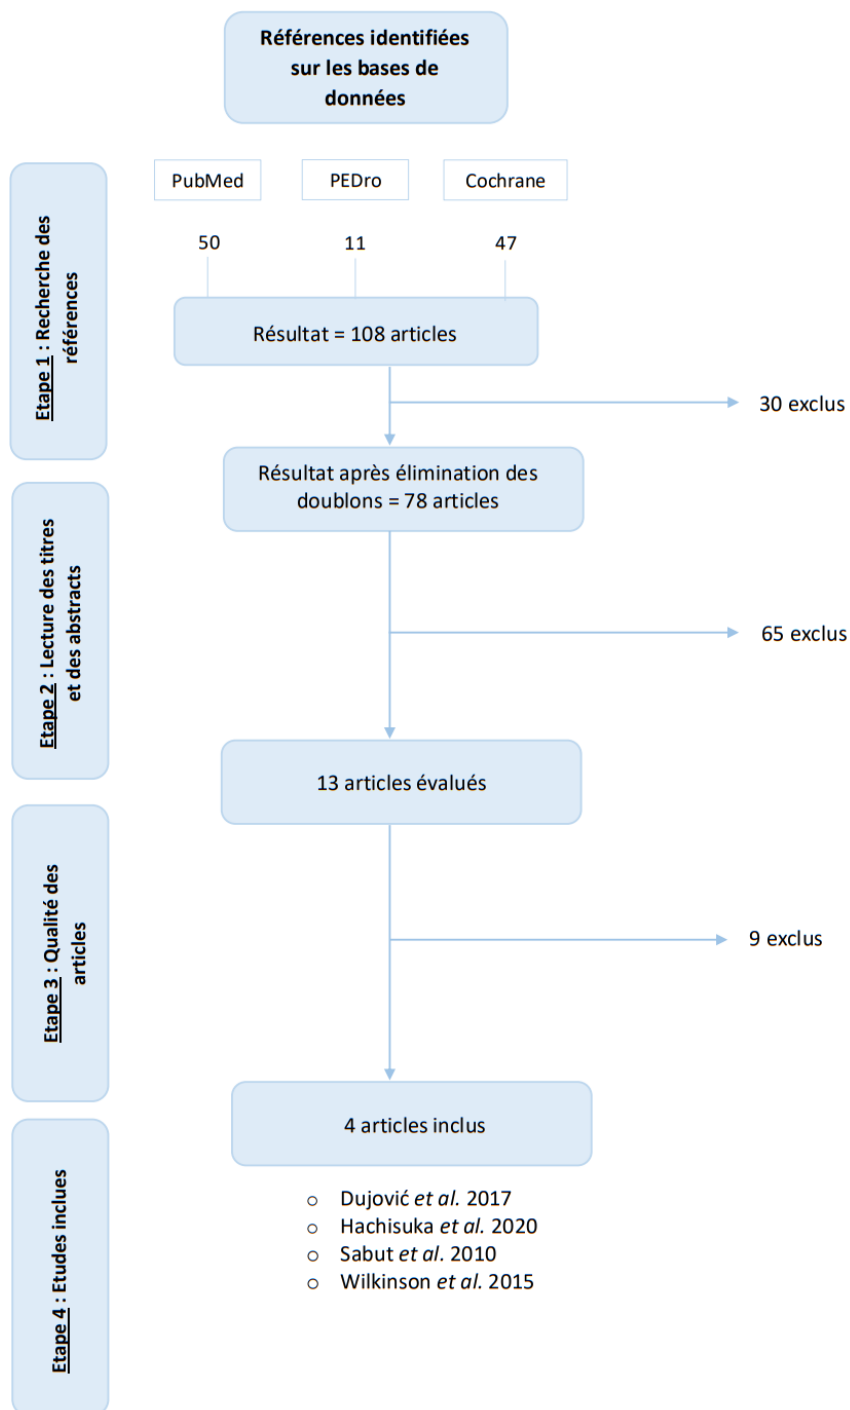 Références identifiées
sur les bases de
données
PubMed
PEDro
Cochrane
50
11
47
Etape 1 : Recherche des
références
Résultat = 108 articles
30 exclus
Résultat après élimination des
doublons = 78 articles
Etape 2 : Lecture des titres
et des abstracts
65 exclus
13 articles évalués
Etape 3 : Qualité des
articles
9 exclus
4 articles inclus
Etape 4 : Etudes inclues
o Dujović et al. 2017
o Hachisuka et al. 2020
o Sabut et al. 2010
o Wilkinson et al. 2015